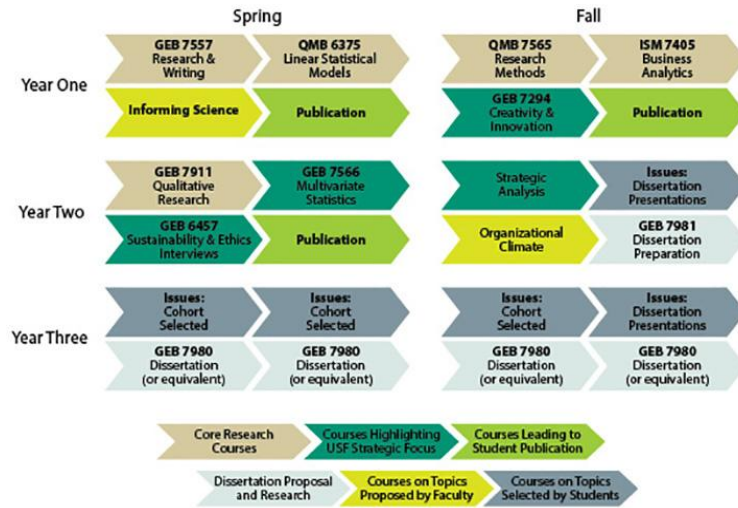 Spring
Fall
Year One
GEB 7557
Research &
Writing
QMB 6375
Linear Statistical
Models
QMB 7565
Research
Methods
ISM 7405
Business
Analytics
Informing Science
Publication
GEB 7294
Creativity &
Innovation
Publication
Year Two
GEB 7911
Qualitative
Research
GEB 7566
Multivariate
Statistics
Strategic
Analysis
Issues:
Dissertation
Presentations
GEB 6457
Sustainability & Ethics
Interviews
Publication
Organizational
Climate
GEB 7981
Dissertation
Preparation
Year Three
Issues:
Cohort
Selected
Issues:
Cohort
Selected
Issues:
Cohort
Selected
Issues:
Dissertation
Presentations
GEB 7980
Dissertation
(or equivalent)
GEB 7980
Dissertation
(or equivalent)
GEB 7980
Dissertation
(or equivalent)
GEB 7980
Dissertation
(or equivalent)
Core Research
Courses
Courses Highlighting
USF Strategic Focus
Courses Leading to
Student Publication
Dissertation Proposal
and Research
Courses on Topics
Proposed by Faculty
Courses on Topics
Selected by Students